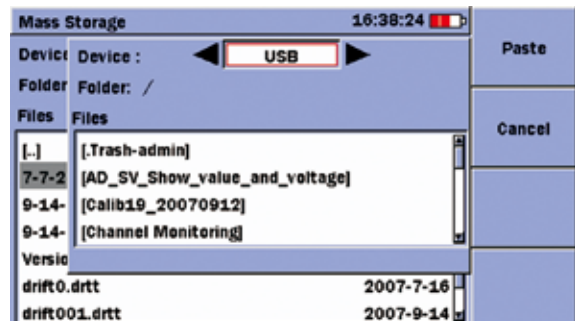 Mass Storage 16:38:24
Paste
Device Device : USB
Folder Folder: /
Files Files
Cancel
[..] [.Trash-admin]
7-7-2 [AD_SV_Show_value_and_voltage]
9-14- [Calib19_20070912]
9-14- [Channel Monitoring]
Versio
drift0.drtt 2007-7-16
drift001.drtt 2007-9-14